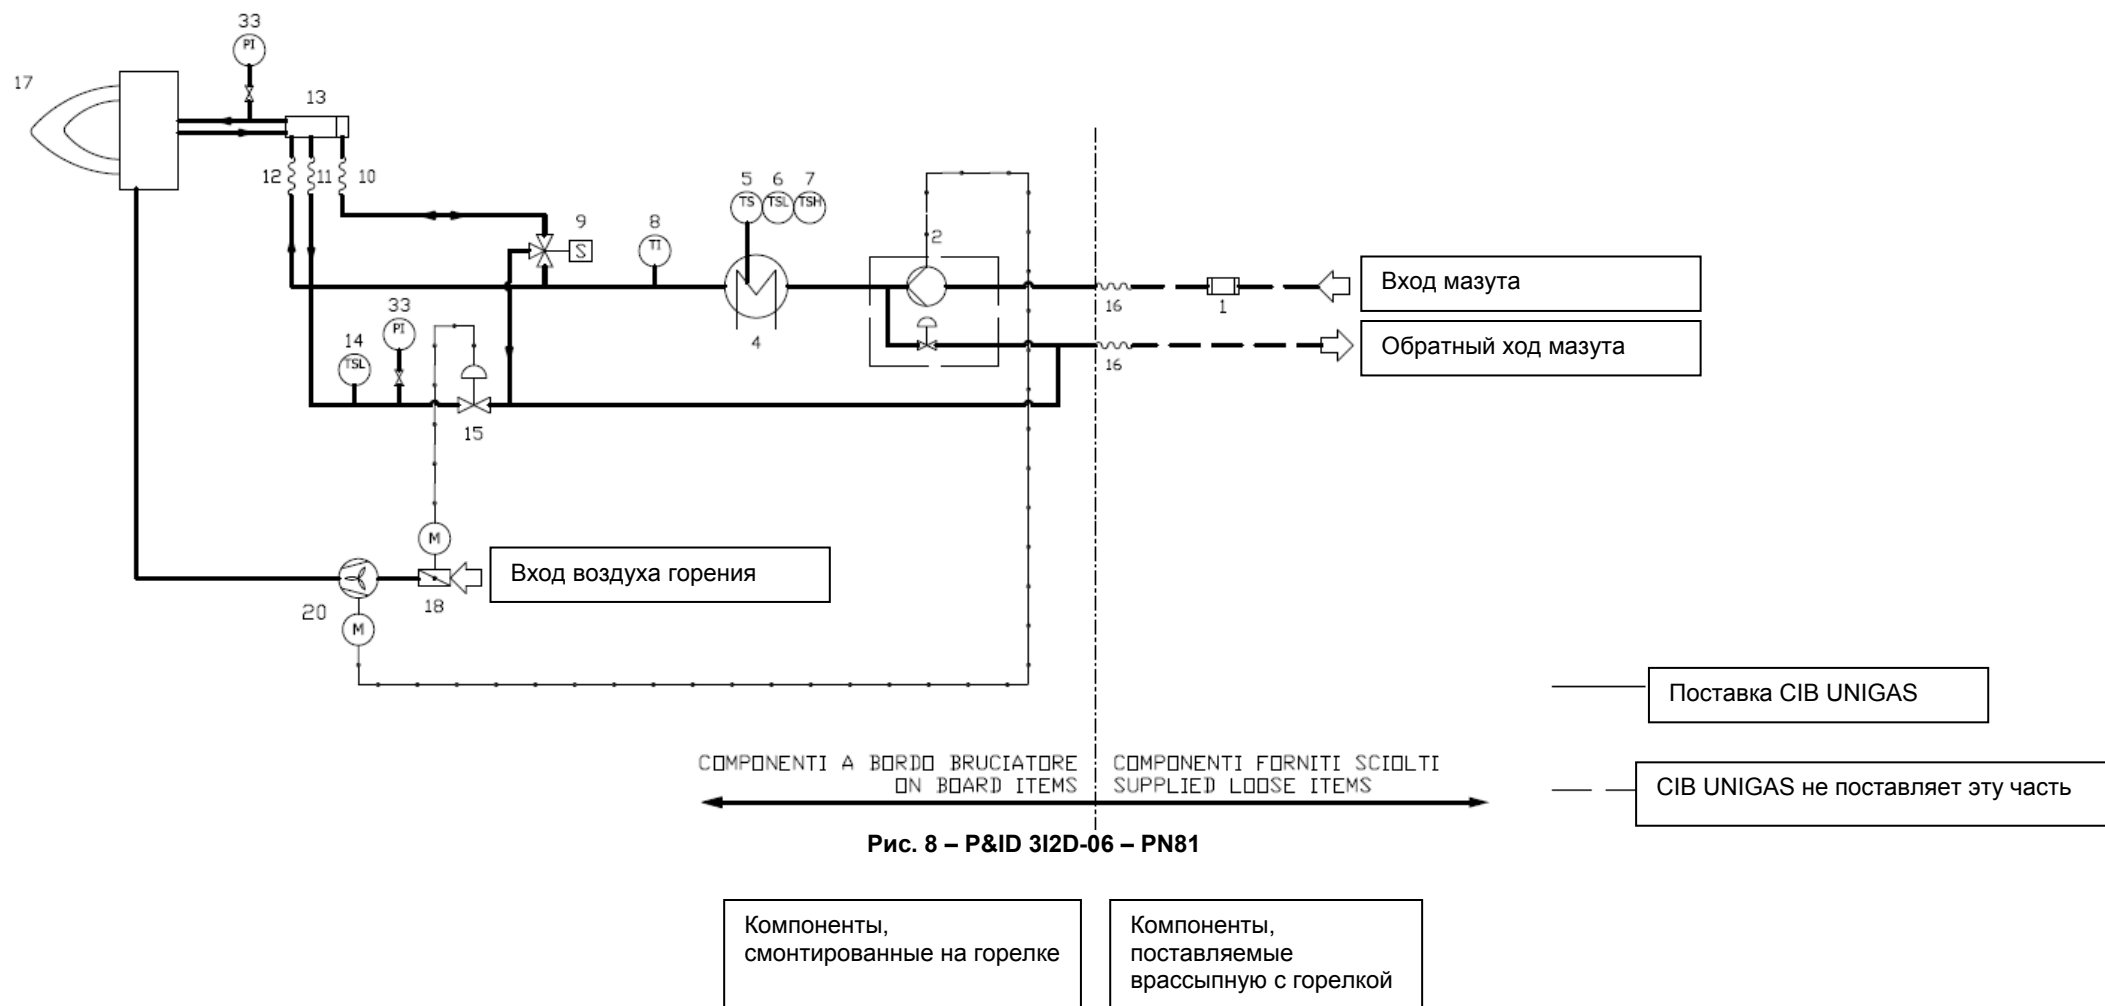 33
PI
17
13
12
11
10
5
6
7
TS
TSL
TSH
9
S
8
TI
2
Вход мазута
16
1
4
33
PI
14
TSL
Обратный ход мазута
16
15
M
Вход воздуха горения
18
20
M
Поставка CIB UNIGAS
COMPONENTI A BORDO BRUCIATORE
ON BOARD ITEMS
COMPONENTI FORNITI SCIOLTI
SUPPLIED LOOSE ITEMS
CIB UNIGAS не поставляет эту часть
Рис. 8 – P&ID 3I2D-06 – PN81
Компоненты,
смонтированные на горелке
Компоненты,
поставляемые
врассыпную с горелкой